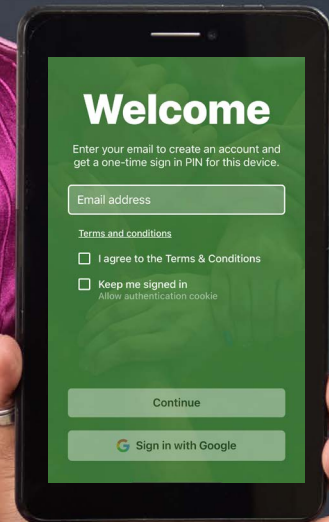 Welcome
Enter your email to create an account and
get a one-time sign in PIN for this device.
Email address
Terms and conditions
I agree to the Terms & Conditions
Keep me signed in
Allow authentication cookie
Continue
Sign in with Google